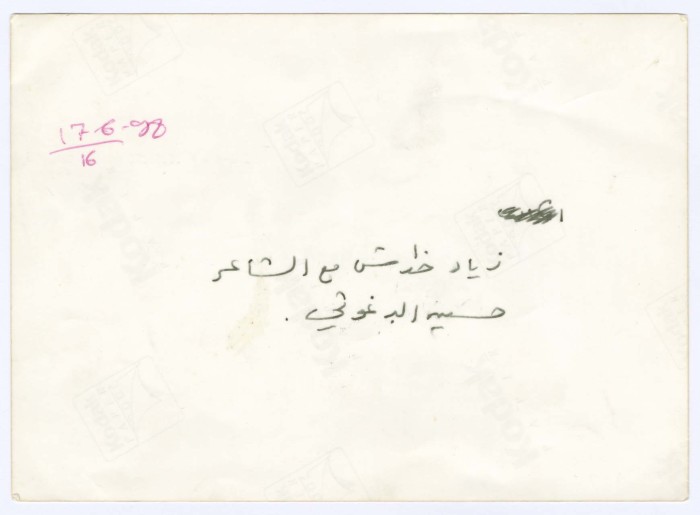 17-6-98
16
زياد خداش مع الشاعر
حسين البرغوثي .